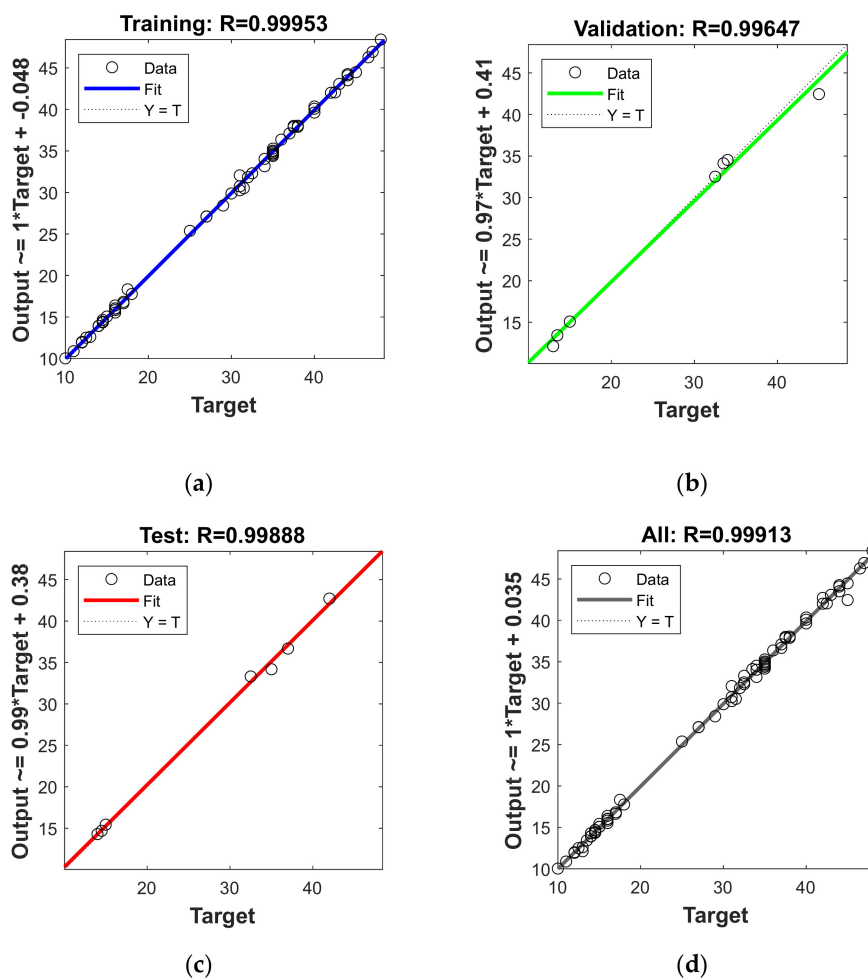 Training: R=0.99953
Output ~= 1*Target + -0.048
45
40
35
30
25
20
15
10
Data
Fit
Y = T
10 20 30 40
Target
(a)
Validation: R=0.99647
Output ~= 0.97*Target + 0.41
45
40
35
30
25
20
15
Data
Fit
Y = T
20 30 40
Target
(b)
Test: R=0.99888
Output ~= 0.99*Target + 0.38
45
40
35
30
25
20
15
Data
Fit
Y = T
20 30 40
Target
(c)
All: R=0.99913
Output ~= 1*Target + 0.035
45
40
35
30
25
20
15
10
Data
Fit
Y = T
10 20 30 40
Target
(d)